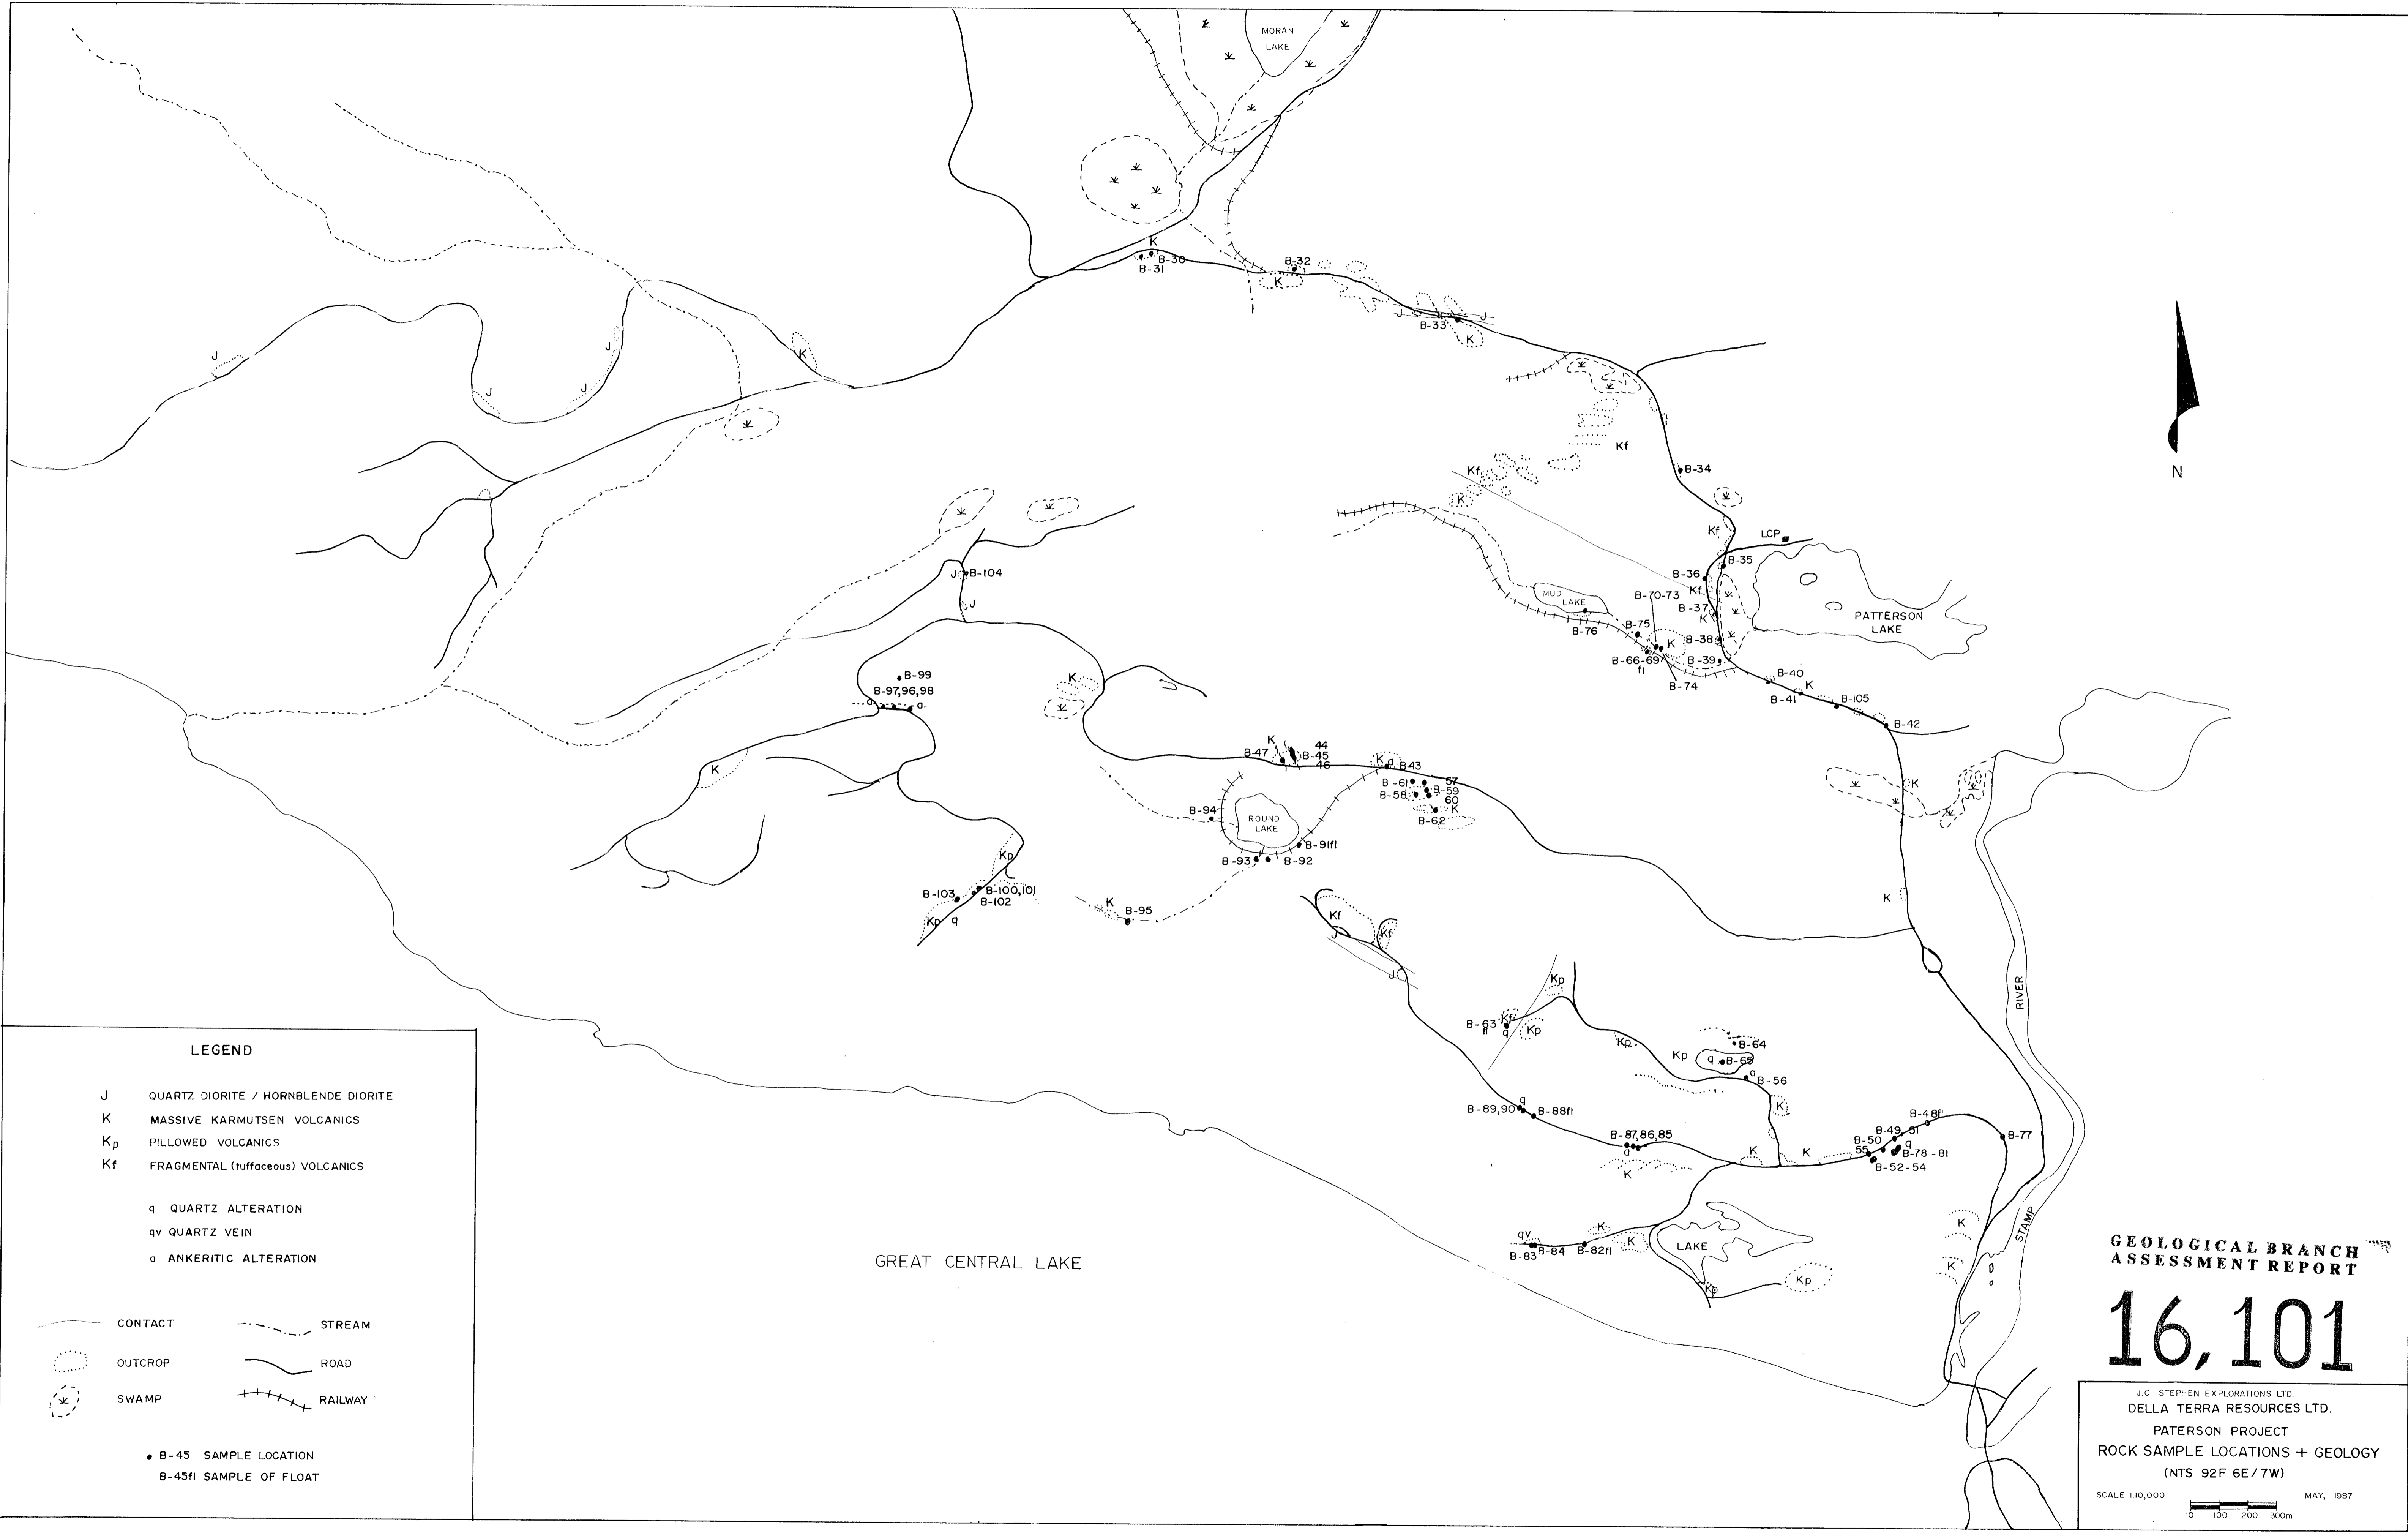 MORAN
LAKE
K
B-30
B-31
B-32
K
J
J
B-33
K
J
J
J
J
K
Kf
Kf
K
B-34
N
Kf
LCP
B-35
B-36
Kf
B-37
K
B-38
B-39
MUD
LAKE
B-70-73
B-76
B-75
K
B-66-69
fl
B-74
PATTERSON
LAKE
B-40
K
B-41
B-105
B-42
J
B-104
J
B-99
B-97,96,98
a
a
K
K
K
44
B-47
B-45
46
K
a
B-43
B-61
57
B-58
B-59
60
K
B-62
K
B-94
ROUND
LAKE
B-91fl
B-93
B-92
Kp
B-103
B-100,101
B-102
Kp
q
K
B-95
Kf
Kf
J
J
K
RIVER
Kp
B-63
fl
Kf
q
Kp
Kp
Kp
B-64
q
B-65
a
B-56
K
B-89,90
q
B-88fl
B-87,86,85
a
K
K
K
B-48fl
B-49, 51
B-50
55
q
B-78-81
B-52-54
B-77
K
K
STAMP
qv
B-83
B-84
B-82fl
K
K
LAKE
Kp
Kp
GREAT CENTRAL LAKE
LEGEND
J QUARTZ DIORITE / HORNBLENDE DIORITE
K MASSIVE KARMUTSEN VOLCANICS
Kp PILLOWED VOLCANICS
Kf FRAGMENTAL (tuffaceous) VOLCANICS
q QUARTZ ALTERATION
qv QUARTZ VEIN
a ANKERITIC ALTERATION
CONTACT
STREAM
OUTCROP
ROAD
SWAMP
RAILWAY
B-45 SAMPLE LOCATION
B-45fl SAMPLE OF FLOAT
GEOLOGICAL BRANCH
ASSESSMENT REPORT
16,101
J.C. STEPHEN EXPLORATIONS LTD.
DELLA TERRA RESOURCES LTD.
PATERSON PROJECT
ROCK SAMPLE LOCATIONS + GEOLOGY
(NTS 92F 6E/7W)
SCALE 1:10,000
MAY, 1987
0 100 200 300m